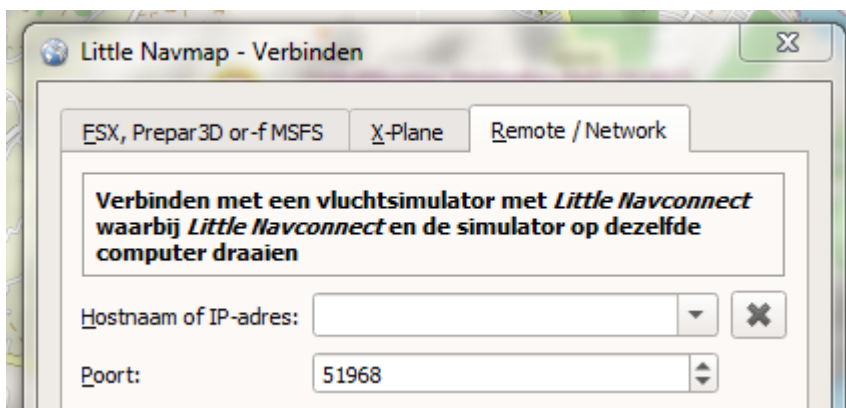 Little Navmap - Verbinden
FSX, Prepar3D or-f MSFS
X-Plane
Remote / Network
Verbinden met een vluchtsimulator met Little Navconnect
waarbij Little Navconnect en de simulator op dezelfde
computer draaien
Hostnaam of IP-adres:
Poort: 51968